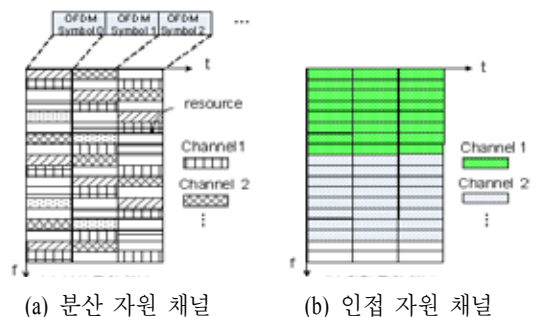 OFDM Symbol 0
OFDM Symbol 1
OFDM Symbol 2
...
t
resource
Channel 1
Channel 2
⋮
f
t
Channel 1
Channel 2
⋮
f
(a) 분산 자원 채널
(b) 인접 자원 채널